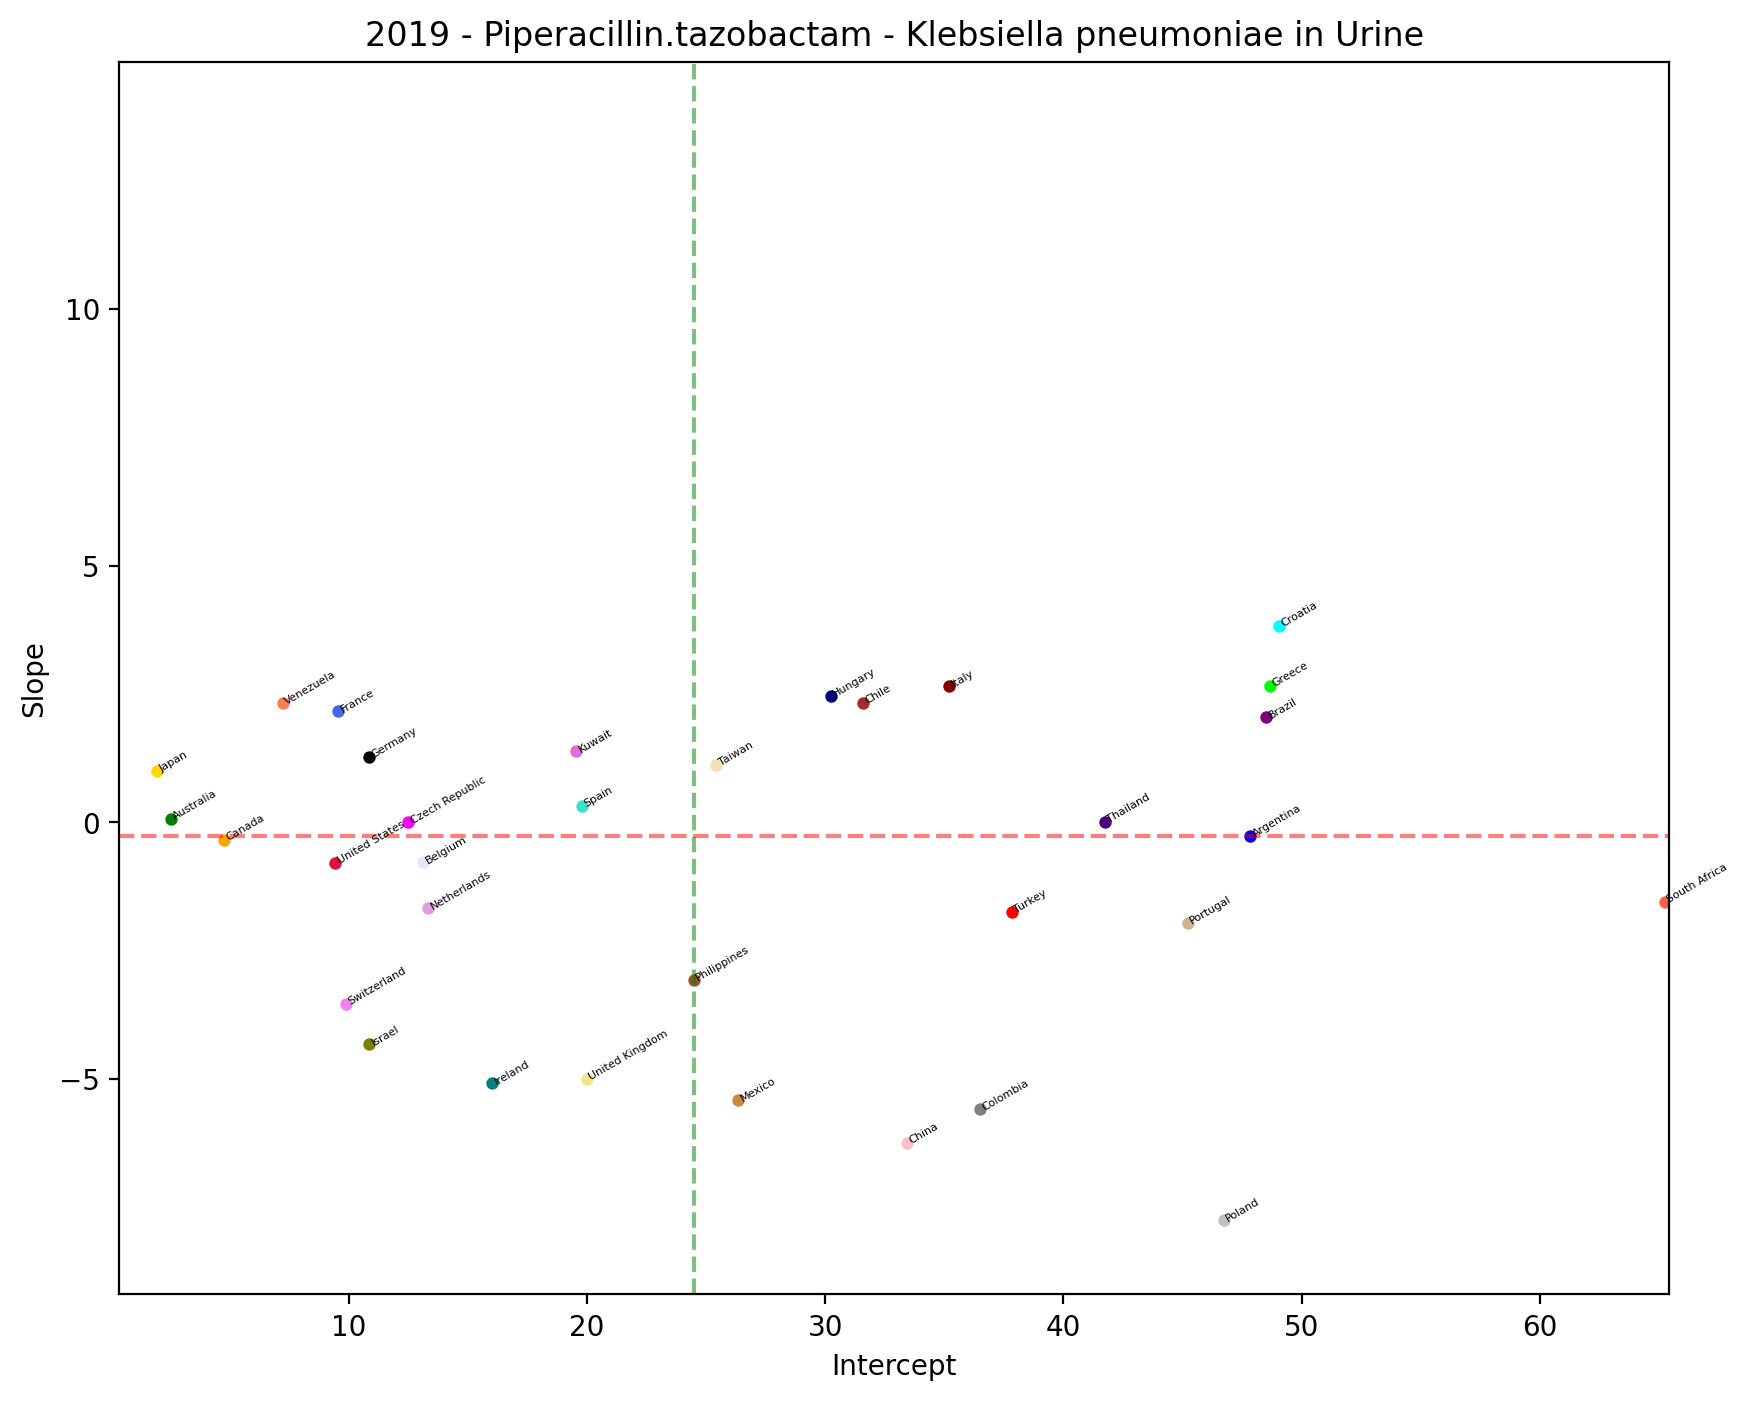 2019 - Piperacillin.tazobactam - Klebsiella pneumoniae in Urine
10
5
0
−5
Slope
Croatia
Greece
Brazil
Venezuela
France
Hungary
Chile
Italy
Germany
Kuwait
Taiwan
Japan
Spain
Australia
Czech Republic
Thailand
Canada
United States
Argentina
Belgium
Netherlands
South Africa
Turkey
Portugal
Philippines
Switzerland
Israel
Ireland
United Kingdom
Mexico
Colombia
China
Poland
10
20
30
40
50
60
Intercept